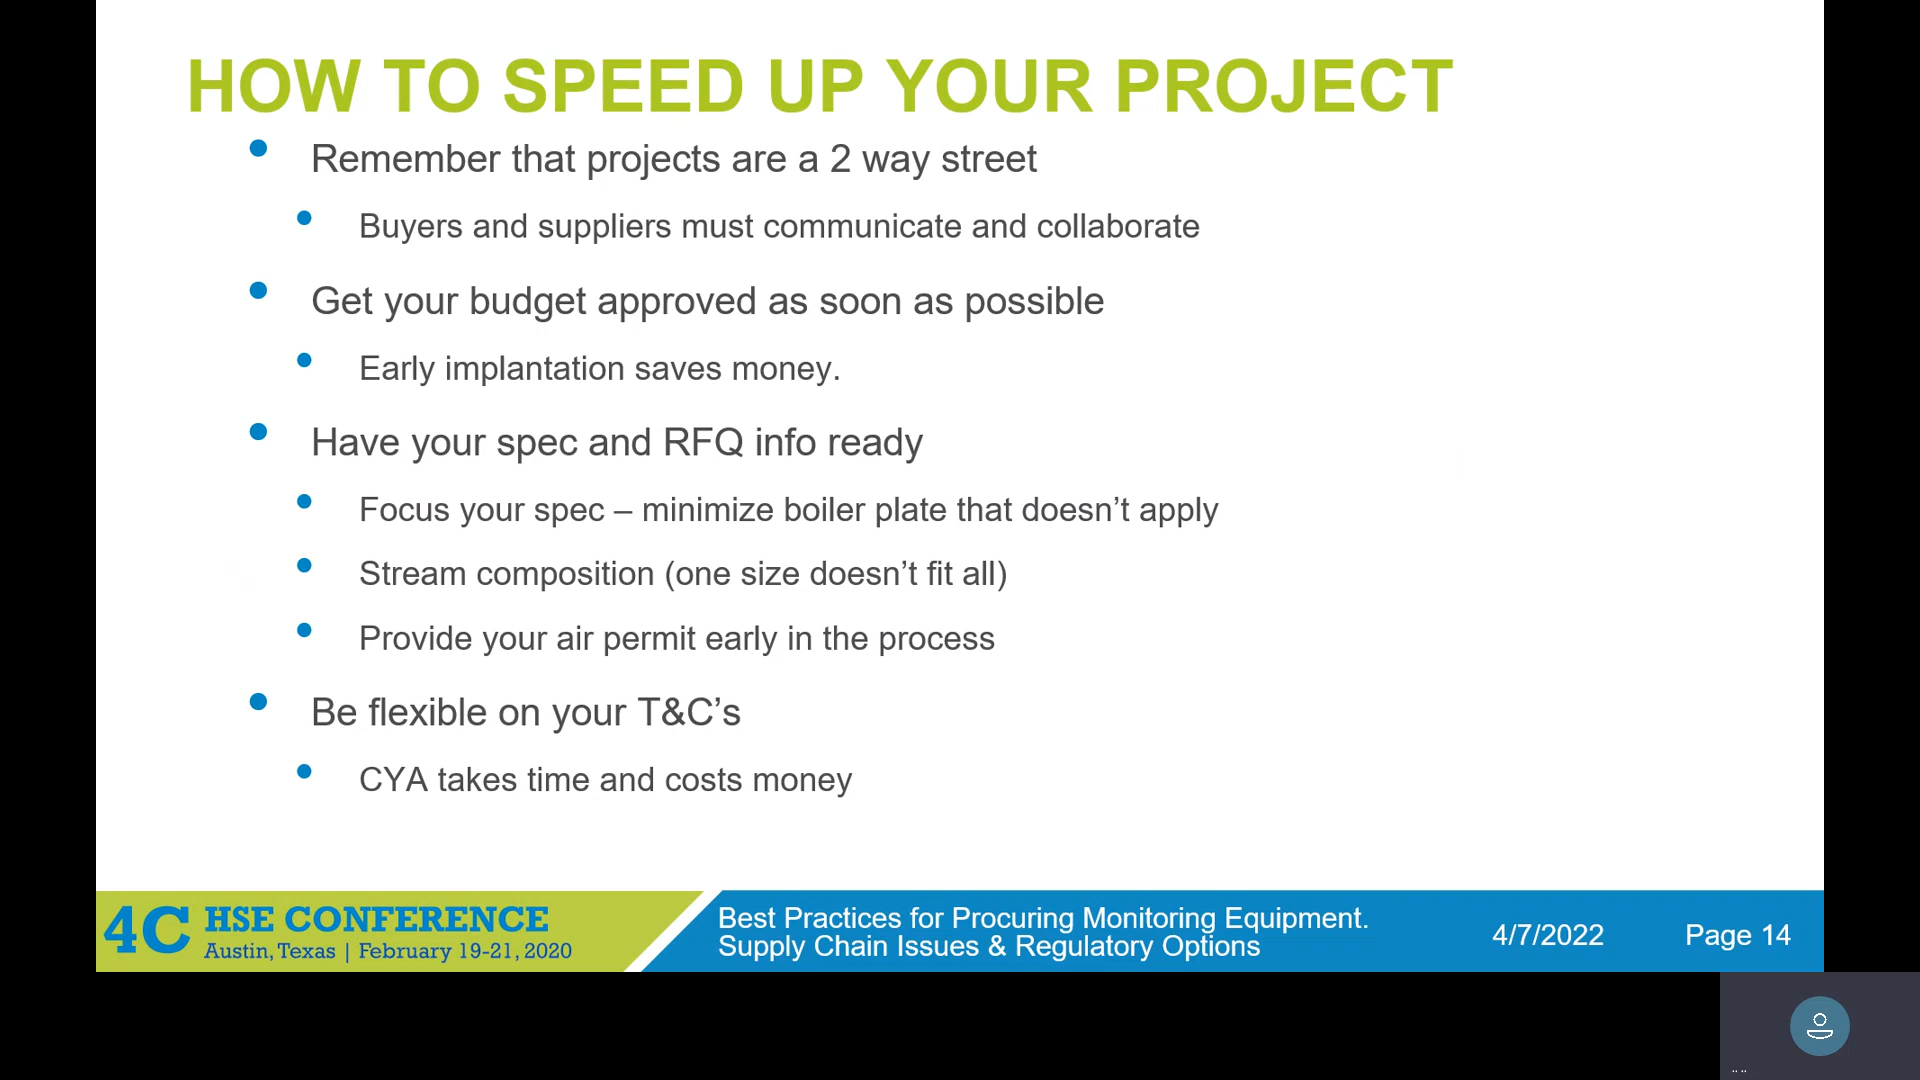 HOW TO SPEED UP YOUR PROJECT
Remember that projects are a 2 way street
Buyers and suppliers must communicate and collaborate
Get your budget approved as soon as possible
Early implantation saves money.
Have your spec and RFQ info ready
Focus your spec – minimize boiler plate that doesn’t apply
Stream composition (one size doesn’t fit all)
Provide your air permit early in the process
Be flexible on your T&C’s
CYA takes time and costs money
4C HSE CONFERENCE
Austin, Texas | February 19-21, 2020
Best Practices for Procuring Monitoring Equipment.
Supply Chain Issues & Regulatory Options
4/7/2022
Page 14